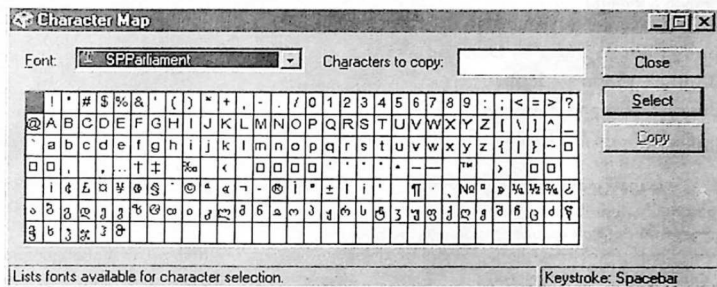 Character Map
Font: SPParliament Characters to copy: Close
! " # $ % & ' ( ) * + , - . / 0 1 2 3 4 5 6 7 8 9 : ; < = > ?
Select
@ A B C D E F G H I J K L M N O P Q R S T U V W X Y Z [ \ ] ^ _
` a b c d e f g h i j k l m n o p q r s t u v w x y z { | } ~ □
Copy
□ □ … † ‡ ‰ ‹ □ □ □ □ • — — ™ › □ □
¢ £ ¤ ¥ § © ª « ¬ - ® ± ¶ · № » ¼ ½ ¾ ¿
ა ბ გ დ ე ვ ზ ჱ თ ი კ ლ მ ნ ჲ ო პ ჟ რ ს ტ ჳ უ ფ ქ ღ ყ შ ჩ ც ძ წ
ჭ ხ ჴ ჯ ჰ ჵ
Lists fonts available for character selection. Keystroke: Spacebar